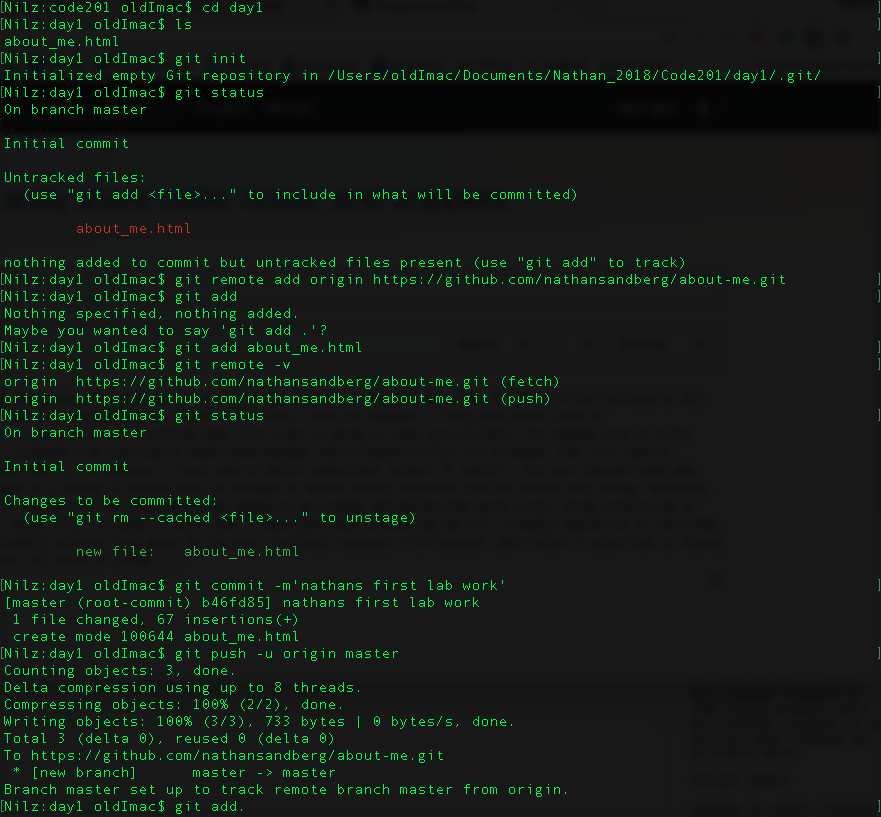 [Nilz:code201 oldImac$ cd day1 ]
[Nilz:day1 oldImac$ ls ]
about_me.html
[Nilz:day1 oldImac$ git init ]
Initialized empty Git repository in /Users/oldImac/Documents/Nathan_2018/Code201/day1/.git/
[Nilz:day1 oldImac$ git status ]
On branch master
Initial commit
Untracked files:
(use "git add <file>..." to include in what will be committed)
about_me.html
nothing added to commit but untracked files present (use "git add" to track)
[Nilz:day1 oldImac$ git remote add origin https://github.com/nathansandberg/about-me.git ]
[Nilz:day1 oldImac$ git add ]
Nothing specified, nothing added.
Maybe you wanted to say 'git add .'?
[Nilz:day1 oldImac$ git add about_me.html ]
[Nilz:day1 oldImac$ git remote -v ]
origin https://github.com/nathansandberg/about-me.git (fetch)
origin https://github.com/nathansandberg/about-me.git (push)
[Nilz:day1 oldImac$ git status ]
On branch master
Initial commit
Changes to be committed:
(use "git rm --cached <file>..." to unstage)
new file: about_me.html
[Nilz:day1 oldImac$ git commit -m'nathans first lab work' ]
[master (root-commit) b46fd85] nathans first lab work
1 file changed, 67 insertions(+)
create mode 100644 about_me.html
[Nilz:day1 oldImac$ git push -u origin master ]
Counting objects: 3, done.
Delta compression using up to 8 threads.
Compressing objects: 100% (2/2), done.
Writing objects: 100% (3/3), 733 bytes | 0 bytes/s, done.
Total 3 (delta 0), reused 0 (delta 0)
To https://github.com/nathansandberg/about-me.git
* [new branch] master -> master
Branch master set up to track remote branch master from origin.
[Nilz:day1 oldImac$ git add. ]